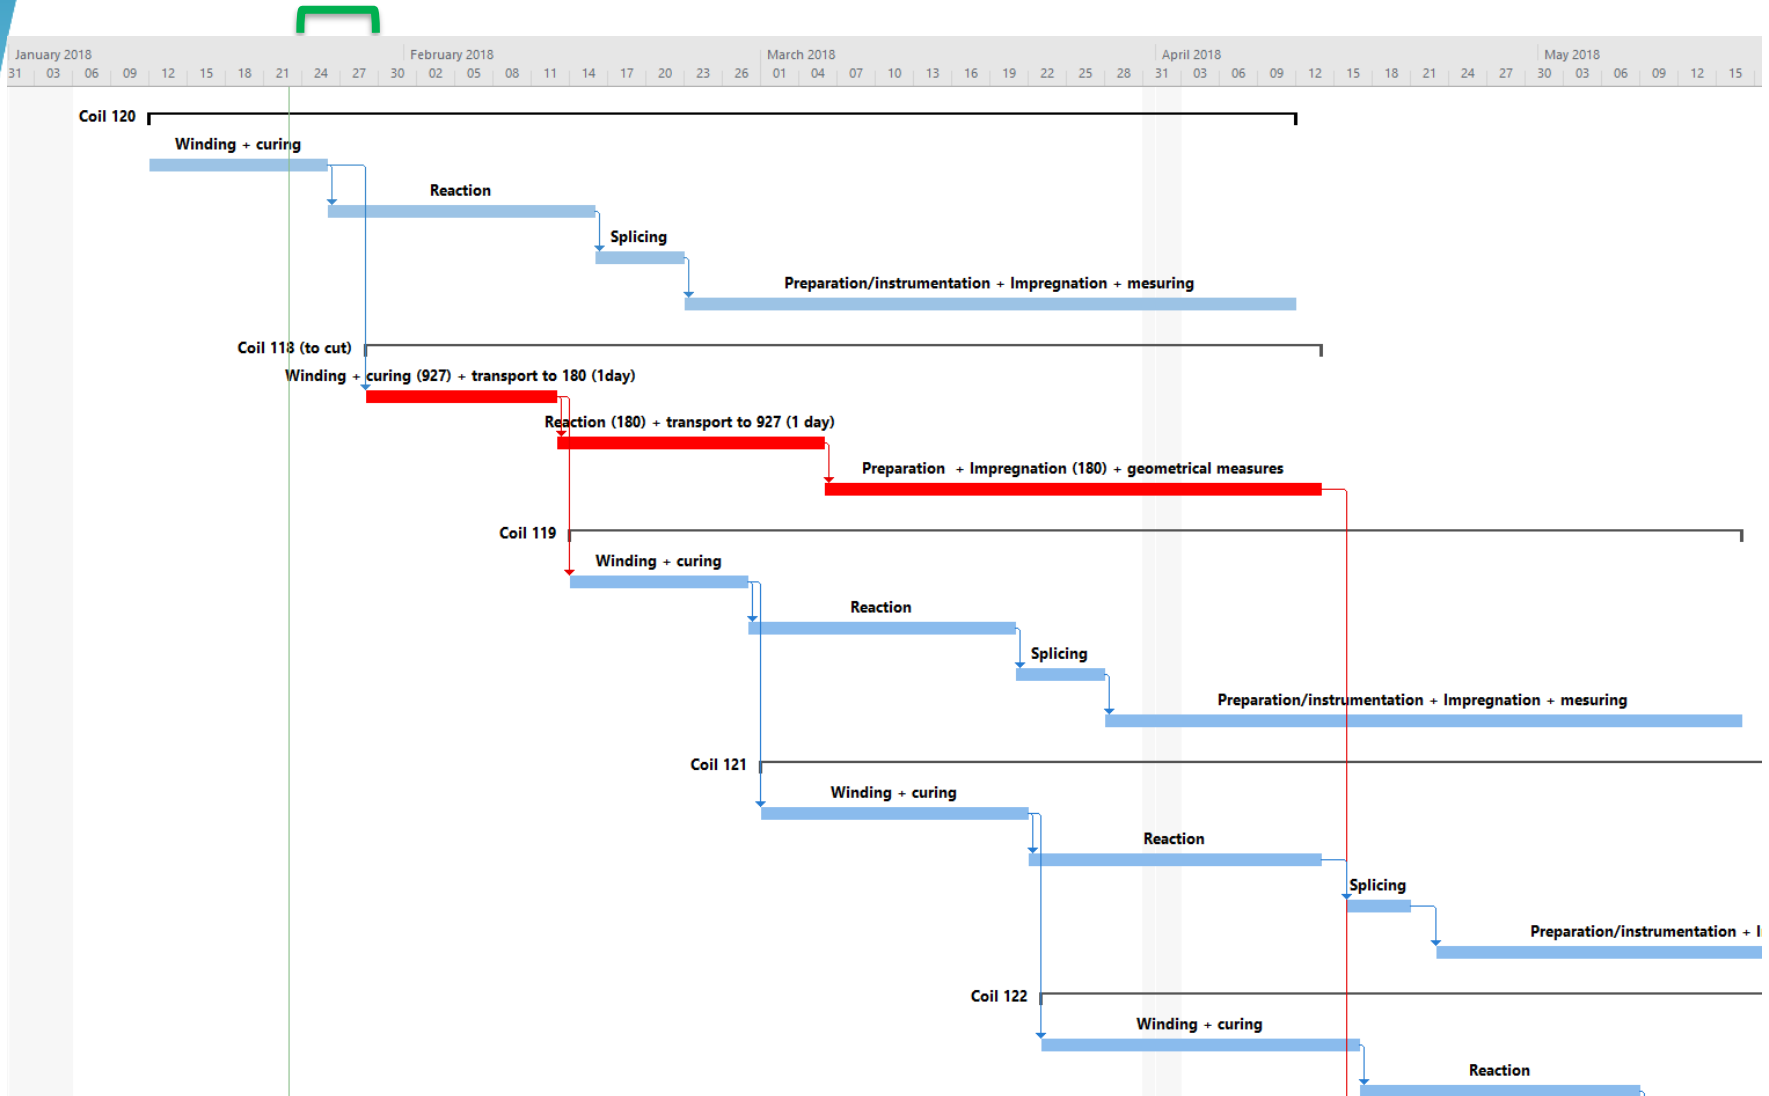 January 2018 February 2018 March 2018 April 2018 May 2018
31 03 06 09 12 15 18 21 24 27 30 02 05 08 11 14 17 20 23 26 01 04 07 10 13 16 19 22 25 28 31 03 06 09 12 15 18 21 24 27 30 03 06 09 12 15
Coil 120
Winding + curing
Reaction
Splicing
Preparation/instrumentation + Impregnation + mesuring
Coil 118 (to cut)
Winding + curing (927) + transport to 180 (1day)
Reaction (180) + transport to 927 (1 day)
Preparation + Impregnation (180) + geometrical measures
Coil 119
Winding + curing
Reaction
Splicing
Preparation/instrumentation + Impregnation + mesuring
Coil 121
Winding + curing
Reaction
Splicing
Preparation/instrumentation +
Coil 122
Winding + curing
Reaction